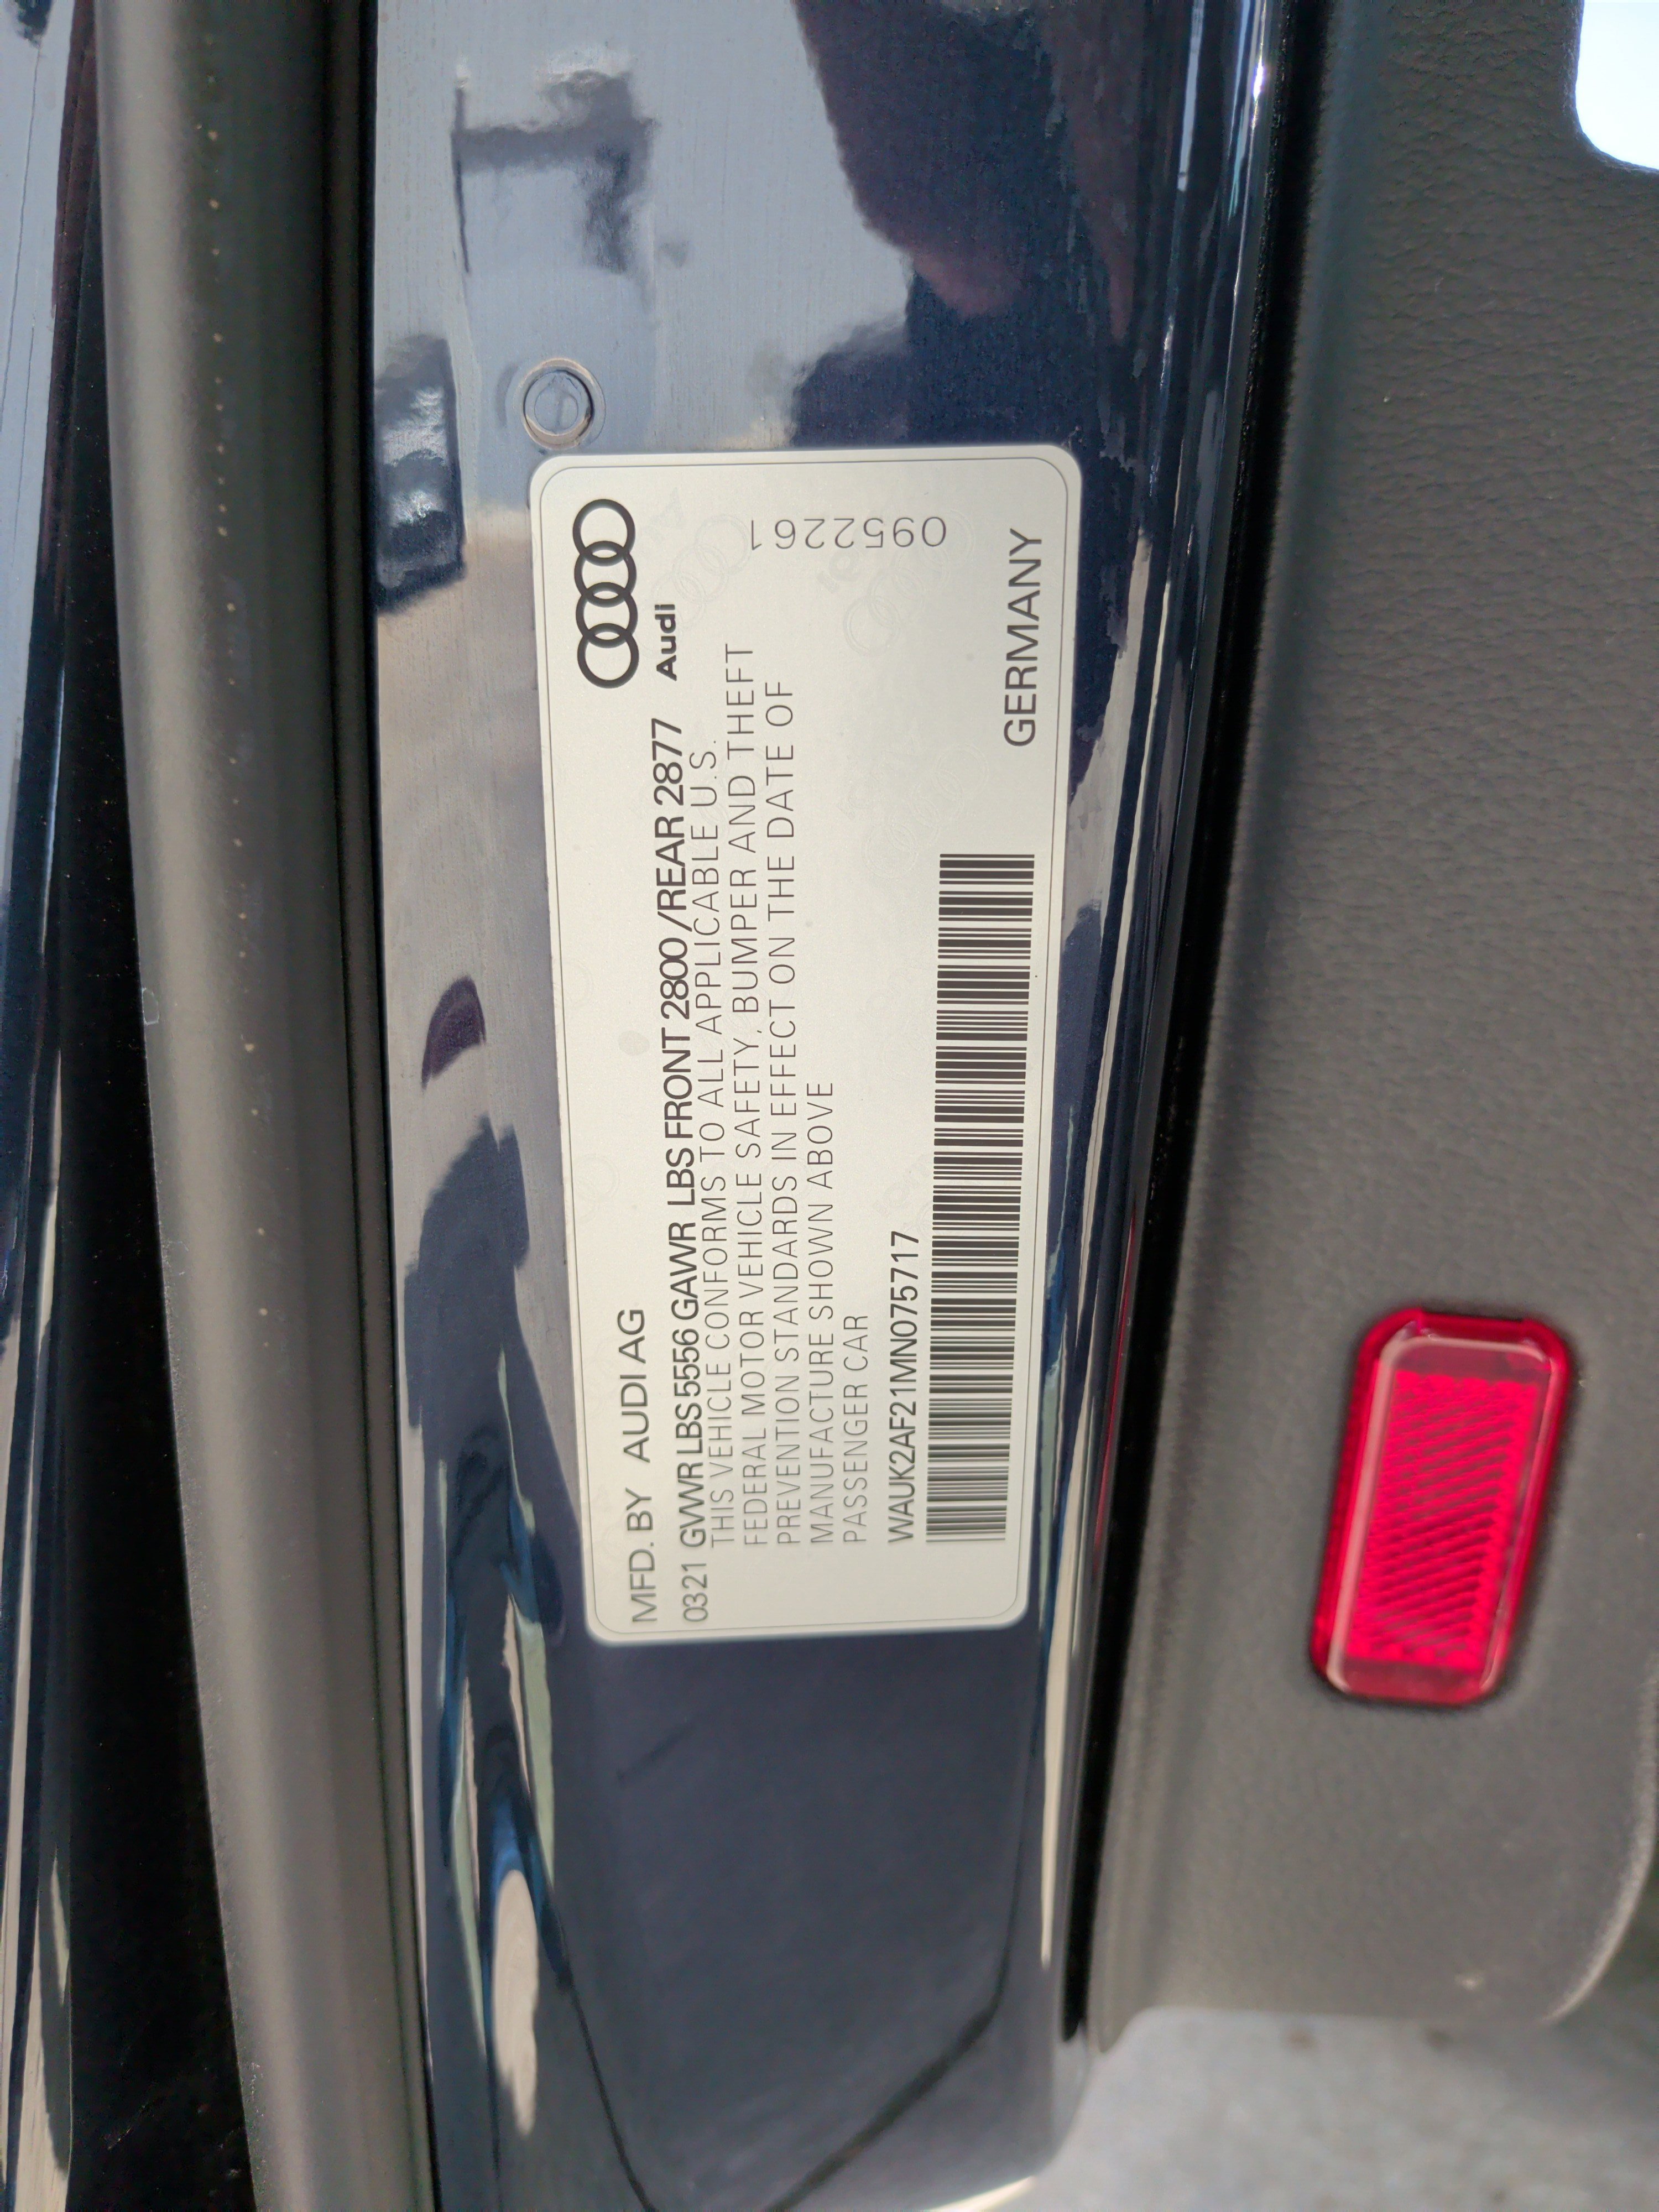 MFD. BY AUDI AG
0321 GVWR LBS 5556 GAWR LBS FRONT 2800/REAR 2877
Audi
THIS VEHICLE CONFORMS TO ALL APPLICABLE U.S.
FEDERAL MOTOR VEHICLE SAFETY, BUMPER AND THEFT
PREVENTION STANDARDS IN EFFECT ON THE DATE OF
MANUFACTURE SHOWN ABOVE
PASSENGER CAR
WAUK2AF21MN075717
GERMANY
0952261